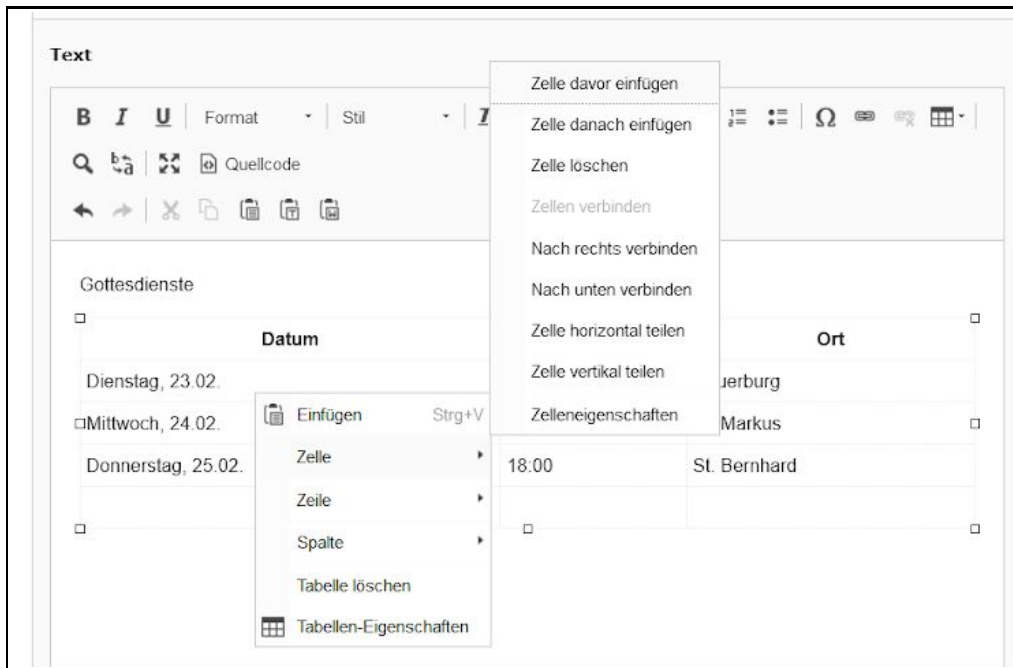 Text
Zelle davor einfügen
B I U Format Stil I Ω
Zelle danach einfügen
Quellcode
Zelle löschen
Zellen verbinden
Nach rechts verbinden
Gottesdienste
Nach unten verbinden
Datum Zelle horizontal teilen Ort
Dienstag, 23.02. Zelle vertikal teilen
Einfügen Strg+V Zelleneigenschaften
Mittwoch, 24.02. Markus
Zelle
Donnerstag, 25.02. 18:00 St. Bernhard
Zeile
Spalte
Tabelle löschen
Tabellen-Eigenschaften